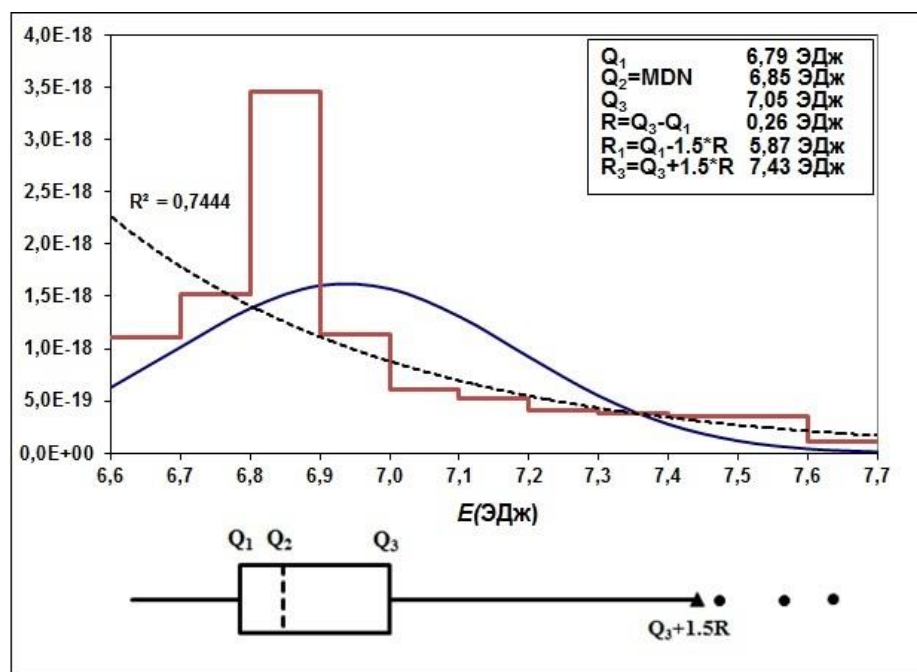 4,0E-18
3,5E-18
3,0E-18
2,5E-18
2,0E-18
1,5E-18
1,0E-18
5,0E-19
0,0E+00
Q₁ 6,79 ЭДж
Q₂=MDN 6,85 ЭДж
Q₃ 7,05 ЭДж
R=Q₃-Q₁ 0,26 ЭДж
R₁=Q₁-1.5*R 5,87 ЭДж
R₃=Q₃+1.5*R 7,43 ЭДж
R² = 0,7444
6,6 6,7 6,8 6,9 7,0 7,1 7,2 7,3 7,4 7,5 7,6 7,7
E(ЭДж)
Q₁ Q₂ Q₃
Q₃+1.5R